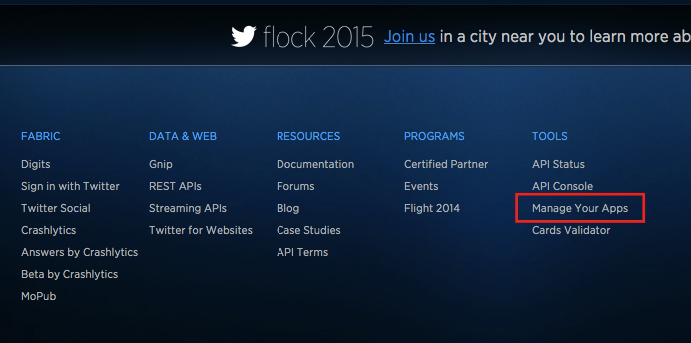 flock 2015 Join us in a city near you to learn more ab
FABRIC
Digits
Sign in with Twitter
Twitter Social
Crashlytics
Answers by Crashlytics
Beta by Crashlytics
MoPub
DATA & WEB
Gnip
REST APIs
Streaming APIs
Twitter for Websites
RESOURCES
Documentation
Forums
Blog
Case Studies
API Terms
PROGRAMS
Certified Partner
Events
Flight 2014
TOOLS
API Status
API Console
Manage Your Apps
Cards Validator